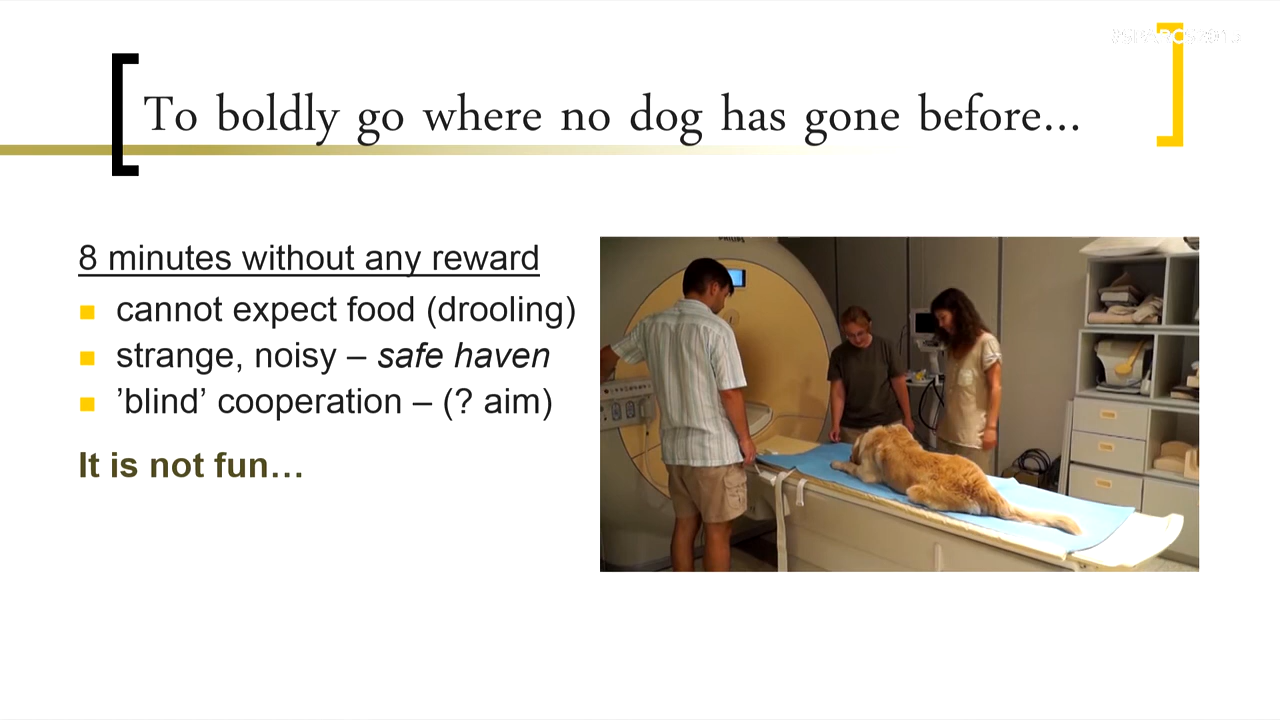 To boldly go where no dog has gone before...
8 minutes without any reward
cannot expect food (drooling)
strange, noisy – safe haven
’blind’ cooperation – (? aim)
It is not fun…
PHILIPS